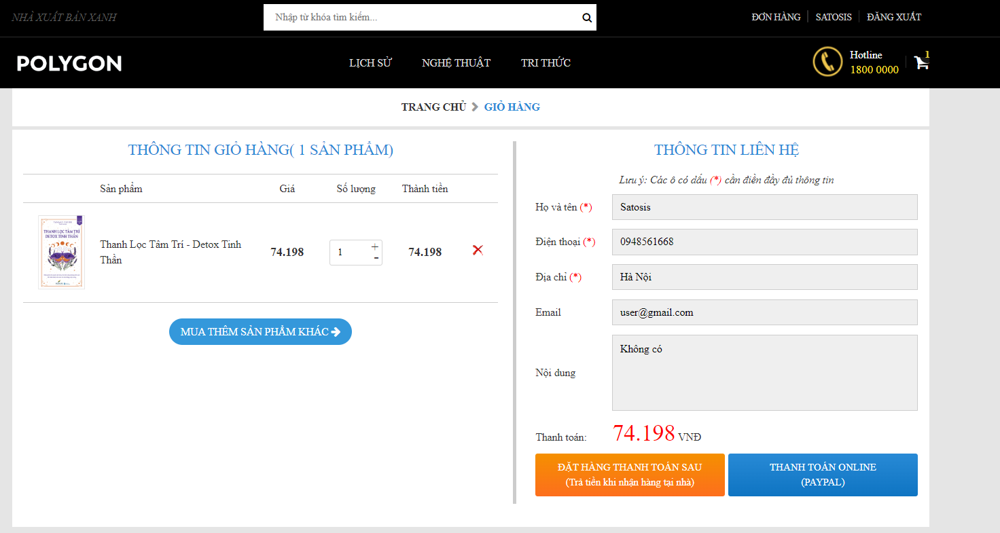 NHÀ XUẤT BẢN XANH
Nhập từ khóa tìm kiếm...
ĐƠN HÀNG
SATOSIS
ĐĂNG XUẤT
POLYGON
LỊCH SỬ
NGHỆ THUẬT
TRI THỨC
Hotline
1800 0000
1
TRANG CHỦ
GIỎ HÀNG
THÔNG TIN GIỎ HÀNG( 1 SẢN PHẨM)
Sản phẩm
Giá
Số lượng
Thành tiền
THANH LỌC TÂM TRÍ
DETOX TINH THẦN
Thanh Lọc Tâm Trí - Detox Tinh
Thần
74.198
1
+
-
74.198
MUA THÊM SẢN PHẨM KHÁC
THÔNG TIN LIÊN HỆ
Lưu ý: Các ô có dấu (*) cần điền đầy đủ thông tin
Họ và tên (*)
Satosis
Điện thoại (*)
0948561668
Địa chỉ (*)
Hà Nội
Email
user@gmail.com
Nội dung
Không có
Thanh toán:
74.198 VNĐ
ĐẶT HÀNG THANH TOÁN SAU
(Trả tiền khi nhận hàng tại nhà)
THANH TOÁN ONLINE
(PAYPAL)